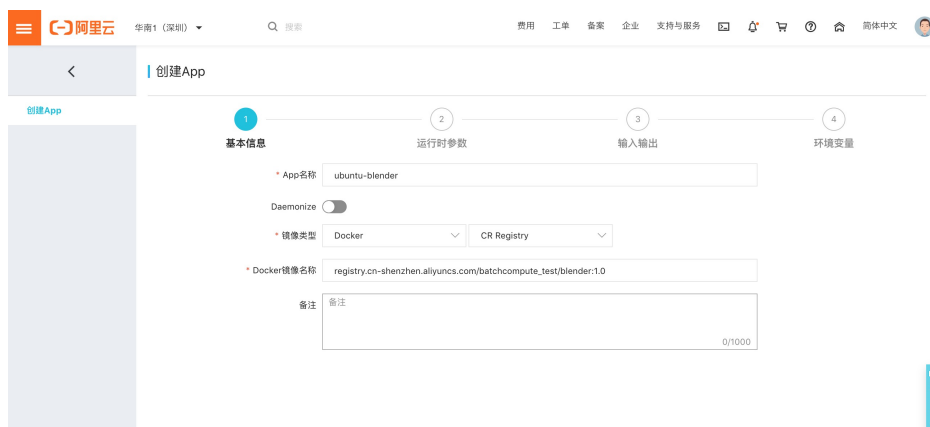 阿里云 华南1（深圳） 搜索 费用 工单 备案 企业 支持与服务 简体中文
创建App
创建App
1 2 3 4
基本信息 运行时参数 输入输出 环境变量
* App名称 ubuntu-blender
Daemonize
* 镜像类型 Docker CR Registry
* Docker镜像名称 registry.cn-shenzhen.aliyuncs.com/batchcompute_test/blender:1.0
备注 备注
0/1000